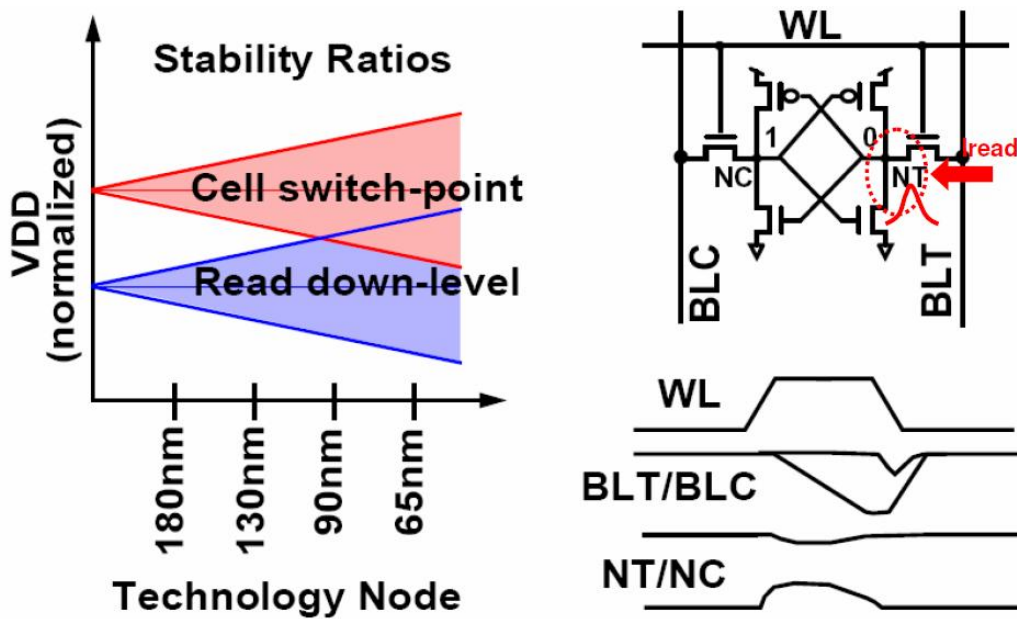 Stability Ratios
VDD
(normalized)
Cell switch-point
Read down-level
180nm
130nm
90nm
65nm
Technology Node
WL
1
0
Iread
NC
NT
BLC
BLT
WL
BLT/BLC
NT/NC